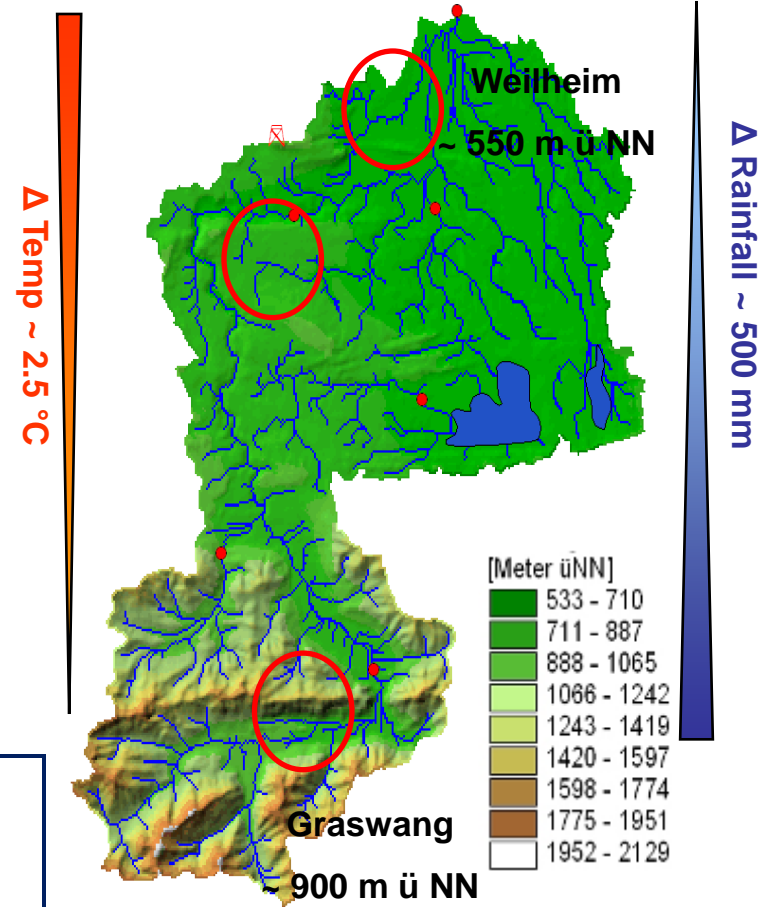 Weilheim
~ 550 m ü NN
Δ Temp ~ 2.5 °C
Δ Rainfall ~ 500 mm
[Meter üNN]
533 - 710
711 - 887
888 - 1065
1066 - 1242
1243 - 1419
1420 - 1597
1598 - 1774
1775 - 1951
1952 - 2129
Graswang
~ 900 m ü NN